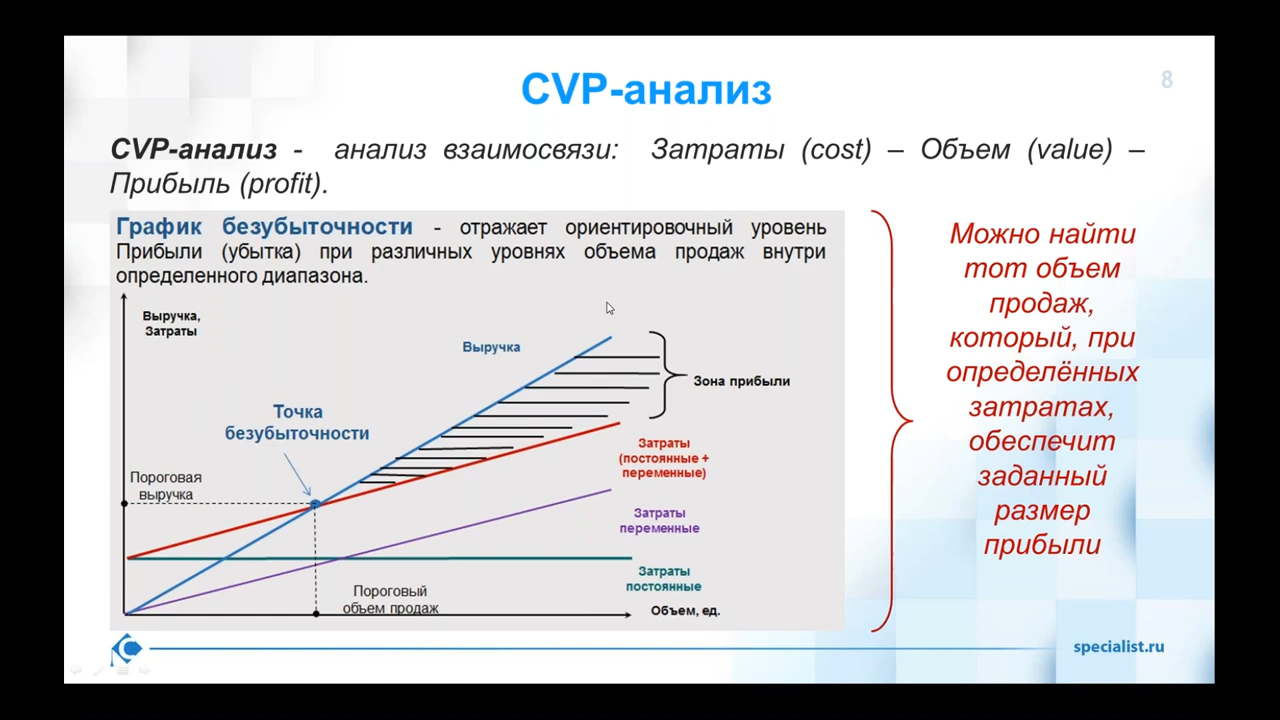 CVP-анализ
8
CVP-анализ - анализ взаимосвязи: Затраты (cost) – Объем (value) –
Прибыль (profit).
График безубыточности - отражает ориентировочный уровень
Прибыли (убытка) при различных уровнях объема продаж внутри
определенного диапазона.
Выручка,
Затраты
Выручка
Зона прибыли
Точка
безубыточности
Затраты
(постоянные +
переменные)
Пороговая
выручка
Затраты
переменные
Затраты
постоянные
Пороговый
объем продаж
Объем, ед.
Можно найти
тот объем
продаж,
который, при
определённых
затратах,
обеспечит
заданный
размер
прибыли
specialist.ru